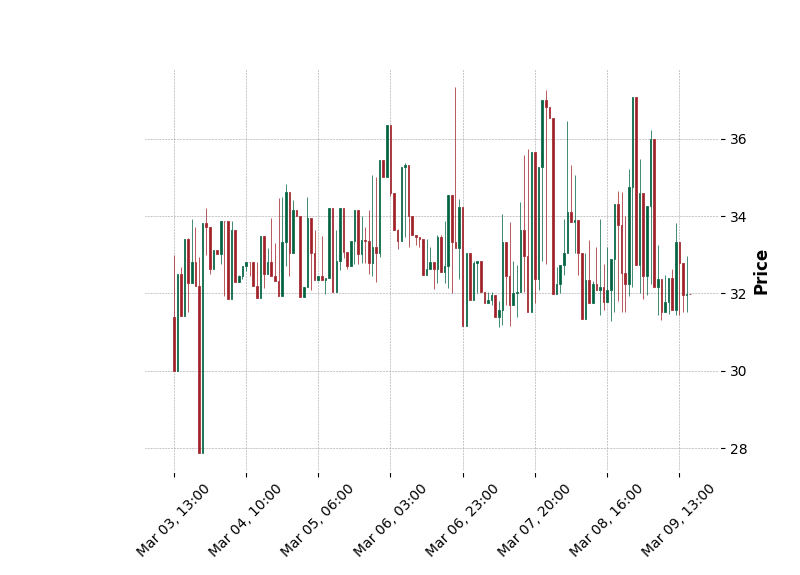 36
34
32
30
28
Price
Mar 03, 13:00
Mar 04, 10:00
Mar 05, 06:00
Mar 06, 03:00
Mar 06, 23:00
Mar 07, 20:00
Mar 08, 16:00
Mar 09, 13:00